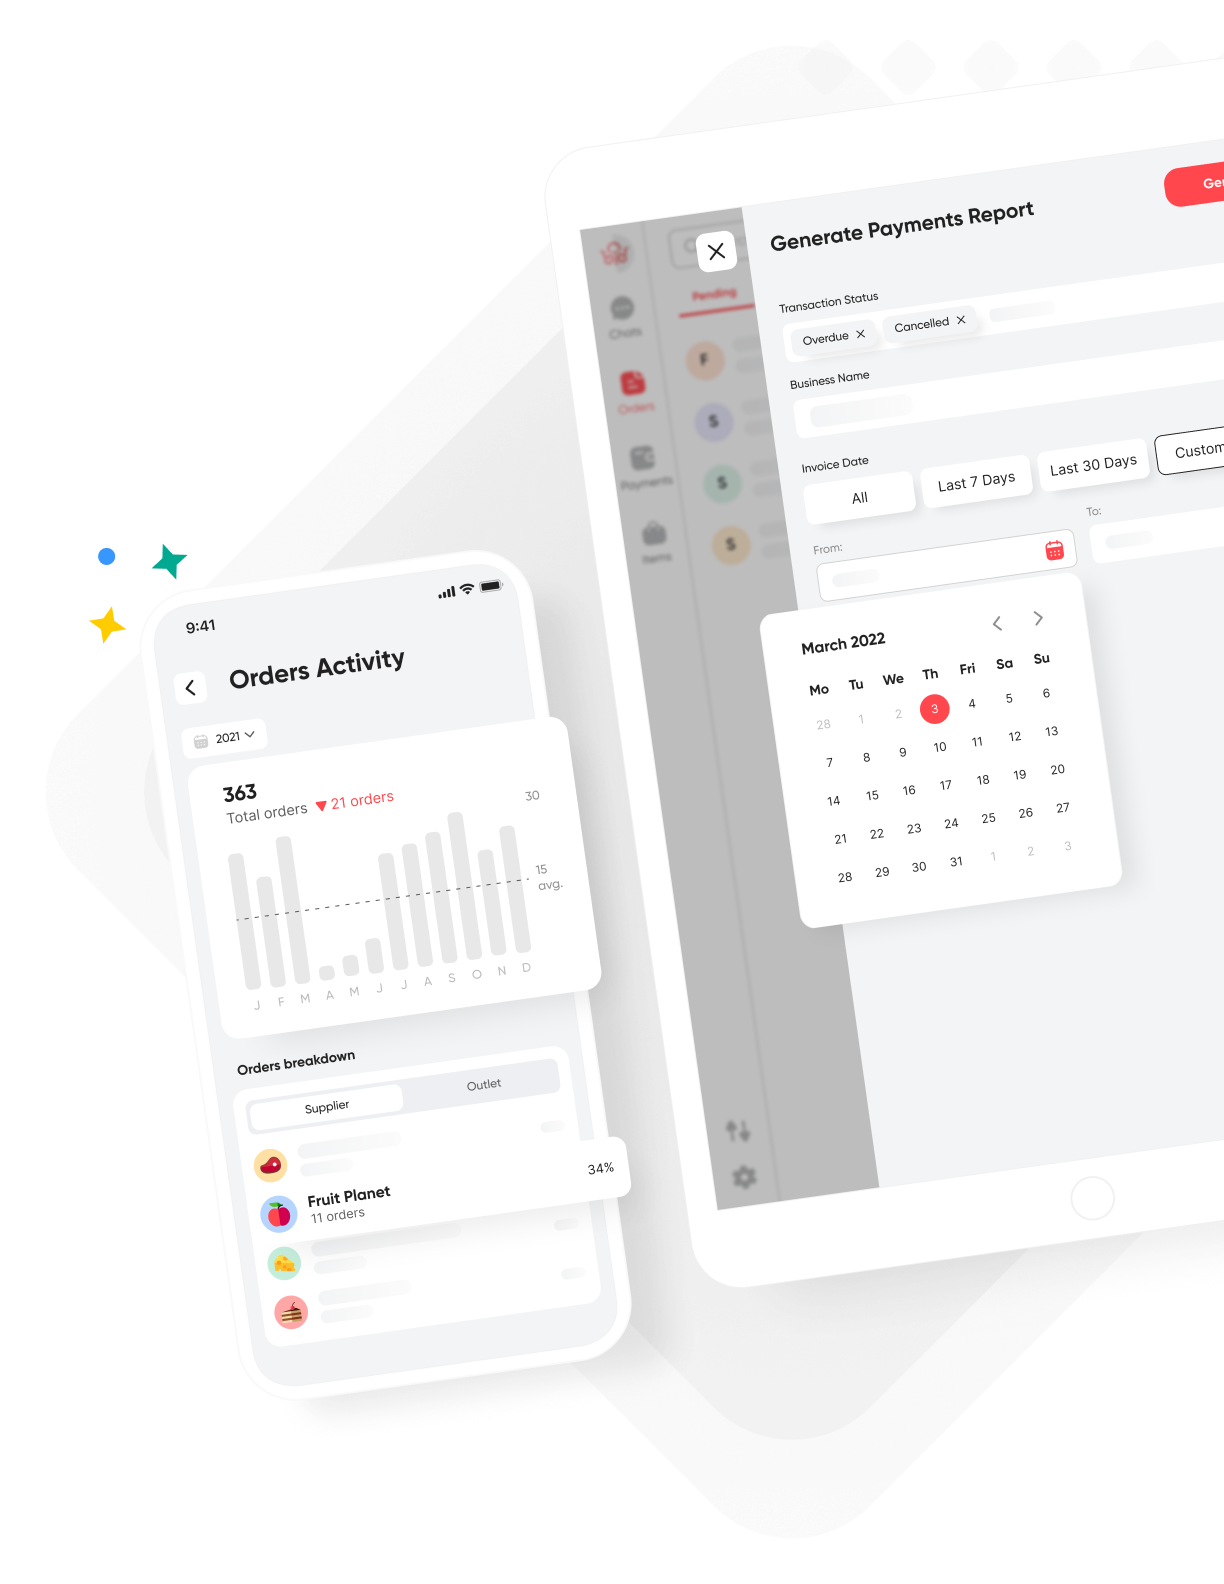 Generate Payments Report
Transaction Status
Overdue
Cancelled
Business Name
Invoice Date
All
Last 7 Days
Last 30 Days
Custom
From:
To:
March 2022
Mo Tu We Th Fri Sa Su
28 1 2 3 4 5 6
7 8 9 10 11 12 13
14 15 16 17 18 19 20
21 22 23 24 25 26 27
28 29 30 31 1 2 3
Pending
Chats
Orders
Payments
Items
F
S
S
S
9:41
Orders Activity
2021
363
Total orders 21 orders
30
15
avg.
J F M A M J J A S O N D
Orders breakdown
Supplier
Outlet
Fruit Planet
11 orders
34%